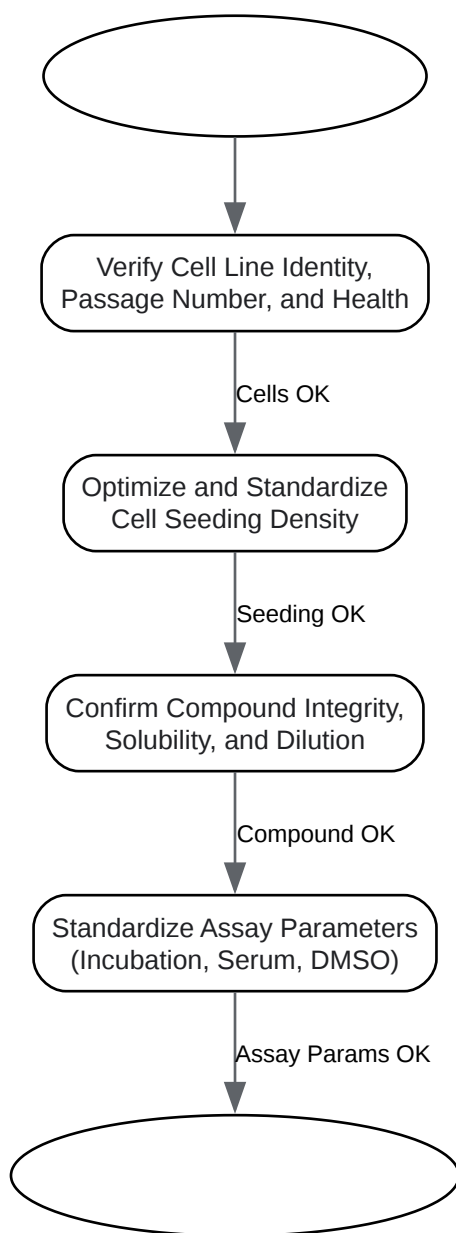 Verify Cell Line Identity,
Passage Number, and Health
Cells OK
Optimize and Standardize
Cell Seeding Density
Seeding OK
Confirm Compound Integrity,
Solubility, and Dilution
Compound OK
Standardize Assay Parameters
(Incubation, Serum, DMSO)
Assay Params OK